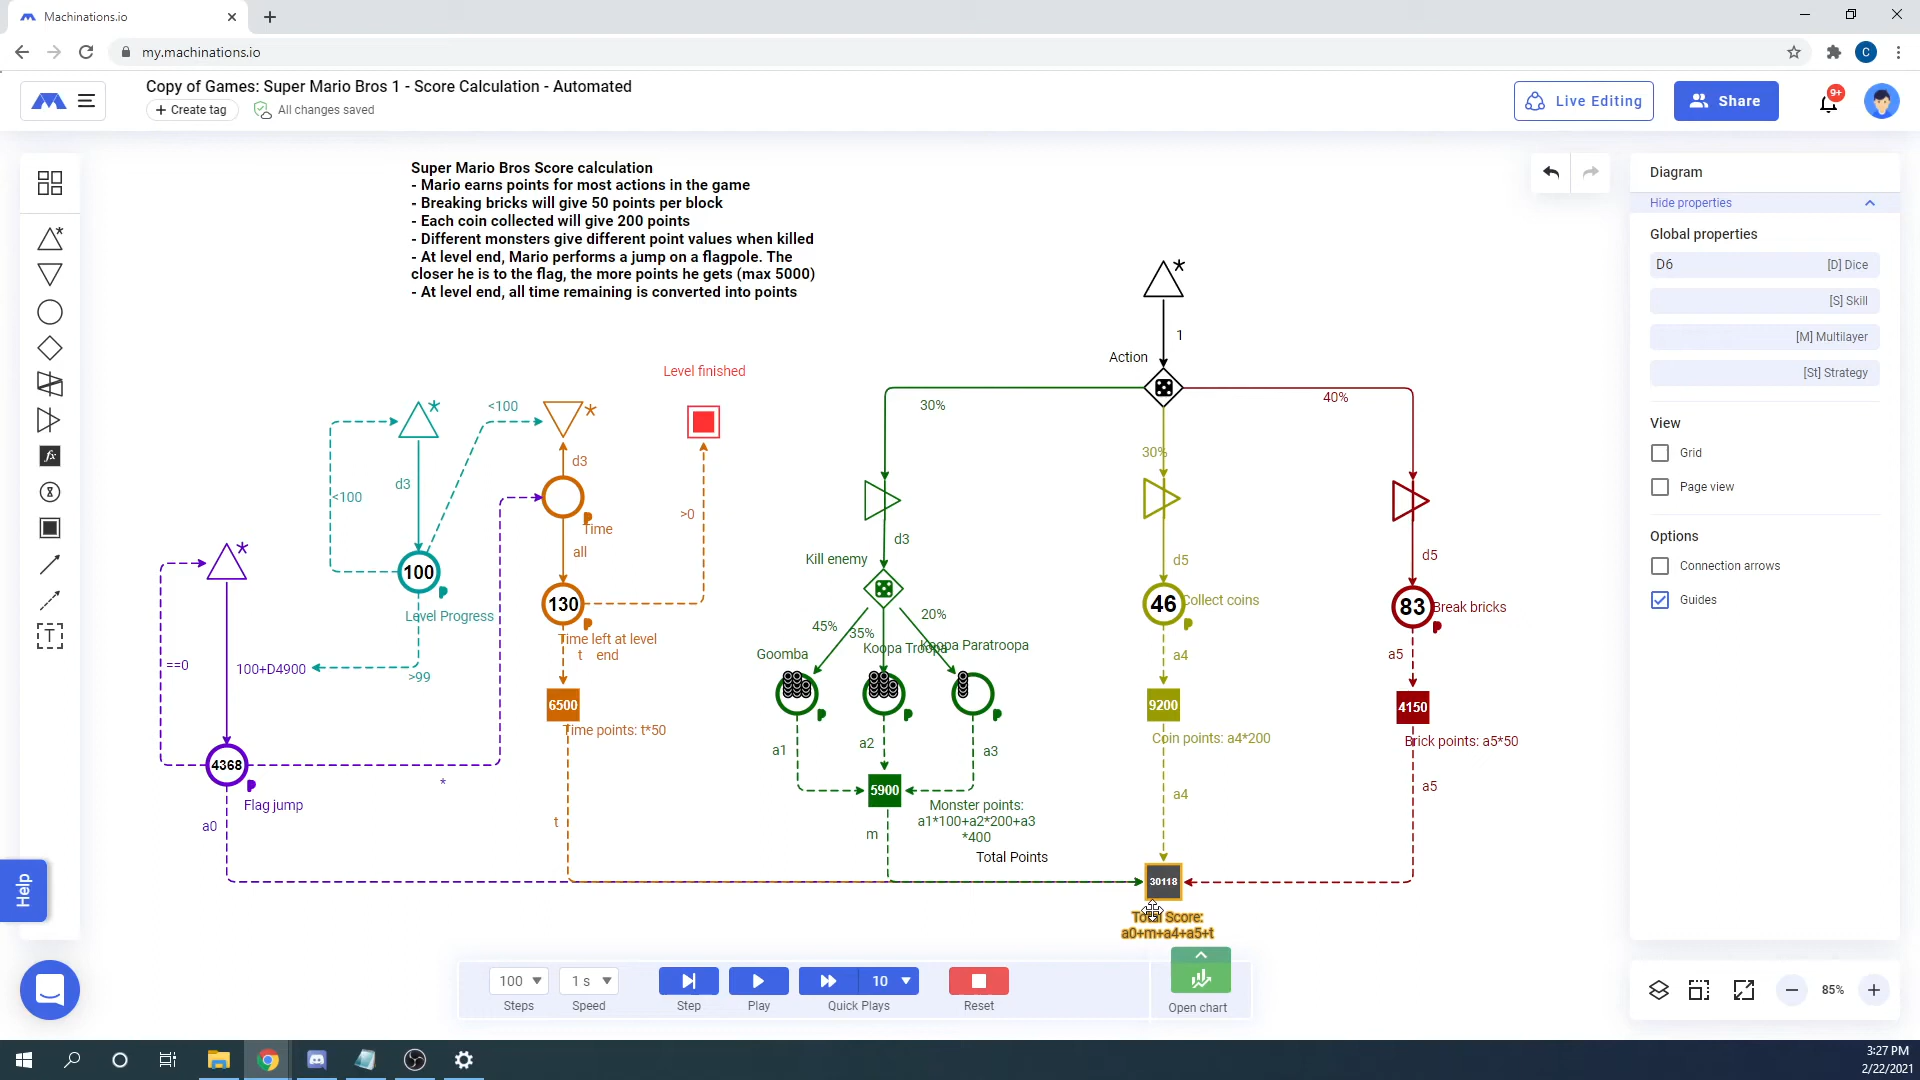 Machinations.io
my.machinations.io
C
Copy of Games: Super Mario Bros 1 - Score Calculation - Automated
+ Create tag
All changes saved
Live Editing
Share
9+
Super Mario Bros Score calculation
- Mario earns points for most actions in the game
- Breaking bricks will give 50 points per block
- Each coin collected will give 200 points
- Different monsters give different point values when killed
- At level end, Mario performs a jump on a flagpole. The
closer he is to the flag, the more points he gets (max 5000)
- At level end, all time remaining is converted into points
Diagram
Hide properties
Global properties
D6
[D] Dice
[S] Skill
[M] Multilayer
[St] Strategy
View
Grid
Page view
Options
Connection arrows
Guides
*
1
Action
Level finished
30%
40%
30%
*
<100
*
d3
<100
d3
>0
Time
all
d3
d5
d5
Kill enemy
*
==0
100
Level Progress
130
Time left at level
end
t
45%
35%
20%
Goomba
Koopa Troopa
Koopa Paratroopa
46
Collect coins
83
Break bricks
a4
a5
100+D4900
>99
6500
Time points: t*50
9200
Coin points: a4*200
4150
Brick points: a5*50
a1
a2
a3
4368
Flag jump
*
5900
Monster points:
a1*100+a2*200+a3
*400
a0
t
m
a4
a5
Total Points
30118
Total Score:
a0+m+a4+a5+t
Help
T
fx
100
Steps
1 s
Speed
Step
Play
10
Quick Plays
Reset
Open chart
85%
3:27 PM
2/22/2021